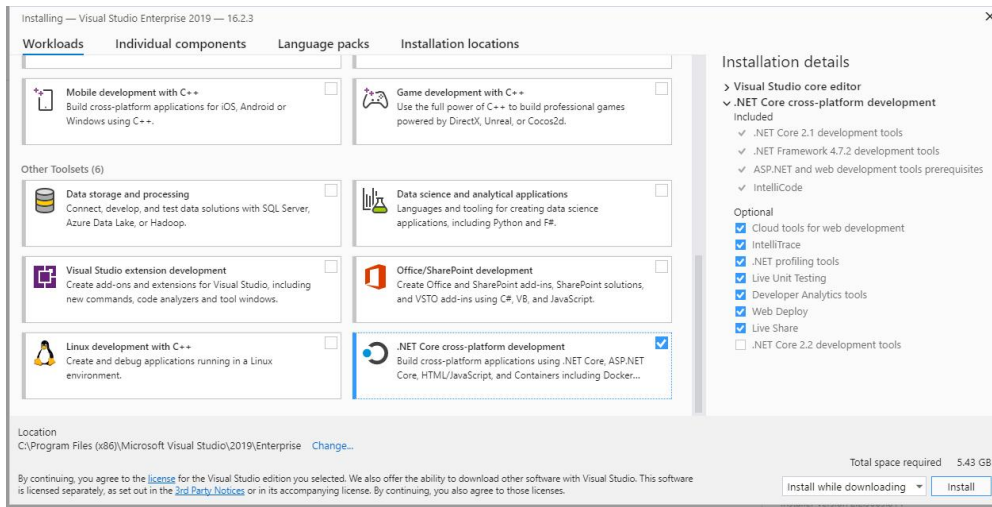 Installing — Visual Studio Enterprise 2019 — 16.2.3
Workloads
Individual components
Language packs
Installation locations
Mobile development with C++
Build cross-platform applications for iOS, Android or
Windows using C++.
Game development with C++
Use the full power of C++ to build professional games
powered by DirectX, Unreal, or Cocos2d.
Other Toolsets (6)
Data storage and processing
Connect, develop, and test data solutions with SQL Server,
Azure Data Lake, or Hadoop.
Data science and analytical applications
Languages and tooling for creating data science
applications, including Python and F#.
Visual Studio extension development
Create add-ons and extensions for Visual Studio, including
new commands, code analyzers and tool windows.
Office/SharePoint development
Create Office and SharePoint add-ins, SharePoint solutions,
and VSTO add-ins using C#, VB, and JavaScript.
Linux development with C++
Create and debug applications running in a Linux
environment.
.NET Core cross-platform development
Build cross-platform applications using .NET Core, ASP.NET
Core, HTML/JavaScript, and Containers including Docker...
Installation details
Visual Studio core editor
.NET Core cross-platform development
Included
.NET Core 2.1 development tools
.NET Framework 4.7.2 development tools
ASP.NET and web development tools prerequisites
IntelliCode
Optional
Cloud tools for web development
IntelliTrace
.NET profiling tools
Live Unit Testing
Developer Analytics tools
Web Deploy
Live Share
.NET Core 2.2 development tools
Location
C:\Program Files (x86)\Microsoft Visual Studio\2019\Enterprise Change...
By continuing, you agree to the license for the Visual Studio edition you selected. We also offer the ability to download other software with Visual Studio. This software
is licensed separately, as set out in the 3rd Party Notices or in its accompanying license. By continuing, you also agree to those licenses.
Total space required 5.43 GB
Install while downloading
Install